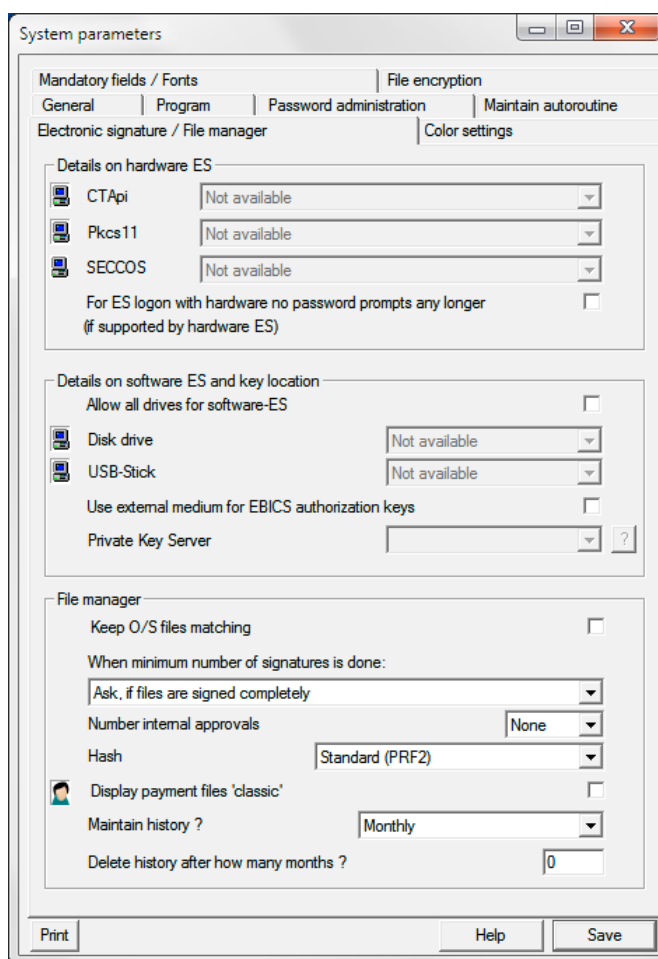 System parameters
Mandatory fields / Fonts File encryption
General Program Password administration Maintain autoroutine
Electronic signature / File manager Color settings
Details on hardware ES
CTApi Not available
Pkcs11 Not available
SECCOS Not available
For ES logon with hardware no password prompts any longer
(if supported by hardware ES)
Details on software ES and key location
Allow all drives for software-ES
Disk drive Not available
USB-Stick Not available
Use external medium for EBICS authorization keys
Private Key Server ?
File manager
Keep O/S files matching
When minimum number of signatures is done:
Ask, if files are signed completely
Number internal approvals None
Hash Standard (PRF2)
Display payment files 'classic'
Maintain history ? Monthly
Delete history after how many months ? 0
Print Help Save